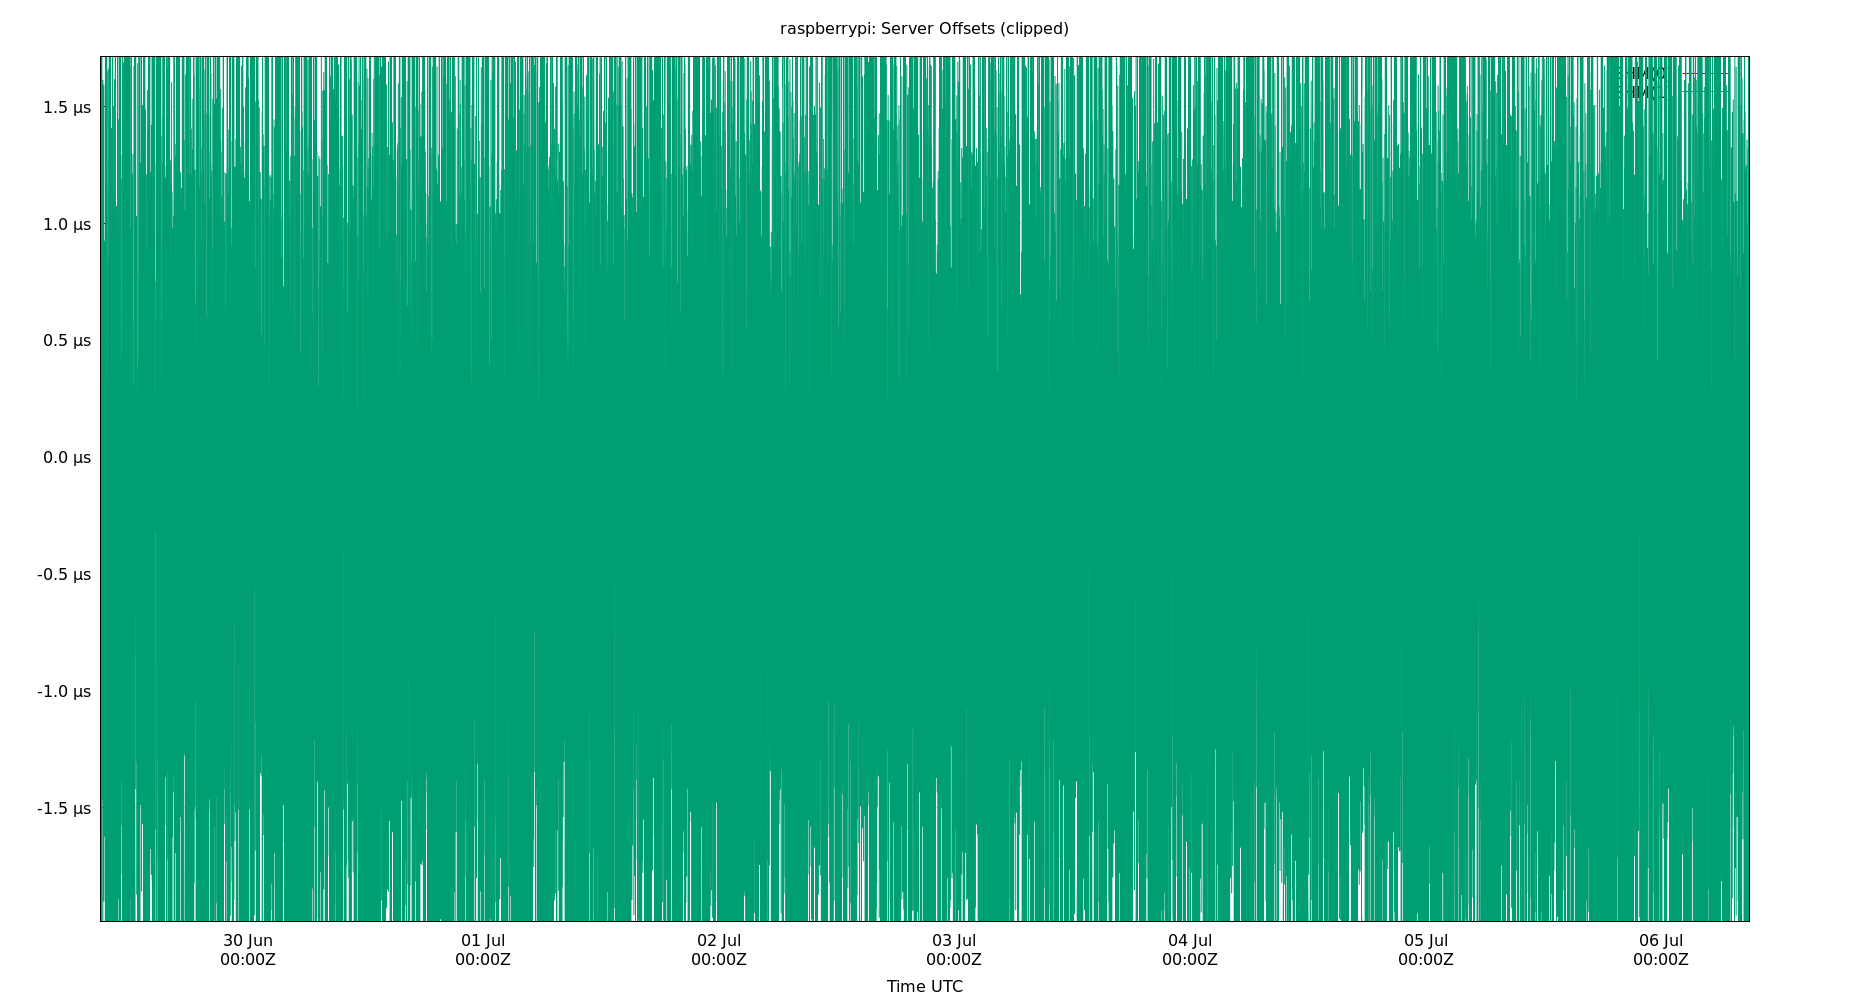 raspberrypi: Server Offsets (clipped)
1.5 µs
1.0 µs
0.5 µs
0.0 µs
-0.5 µs
-1.0 µs
-1.5 µs
30 Jun
00:00Z
01 Jul
00:00Z
02 Jul
00:00Z
03 Jul
00:00Z
04 Jul
00:00Z
05 Jul
00:00Z
06 Jul
00:00Z
Time UTC